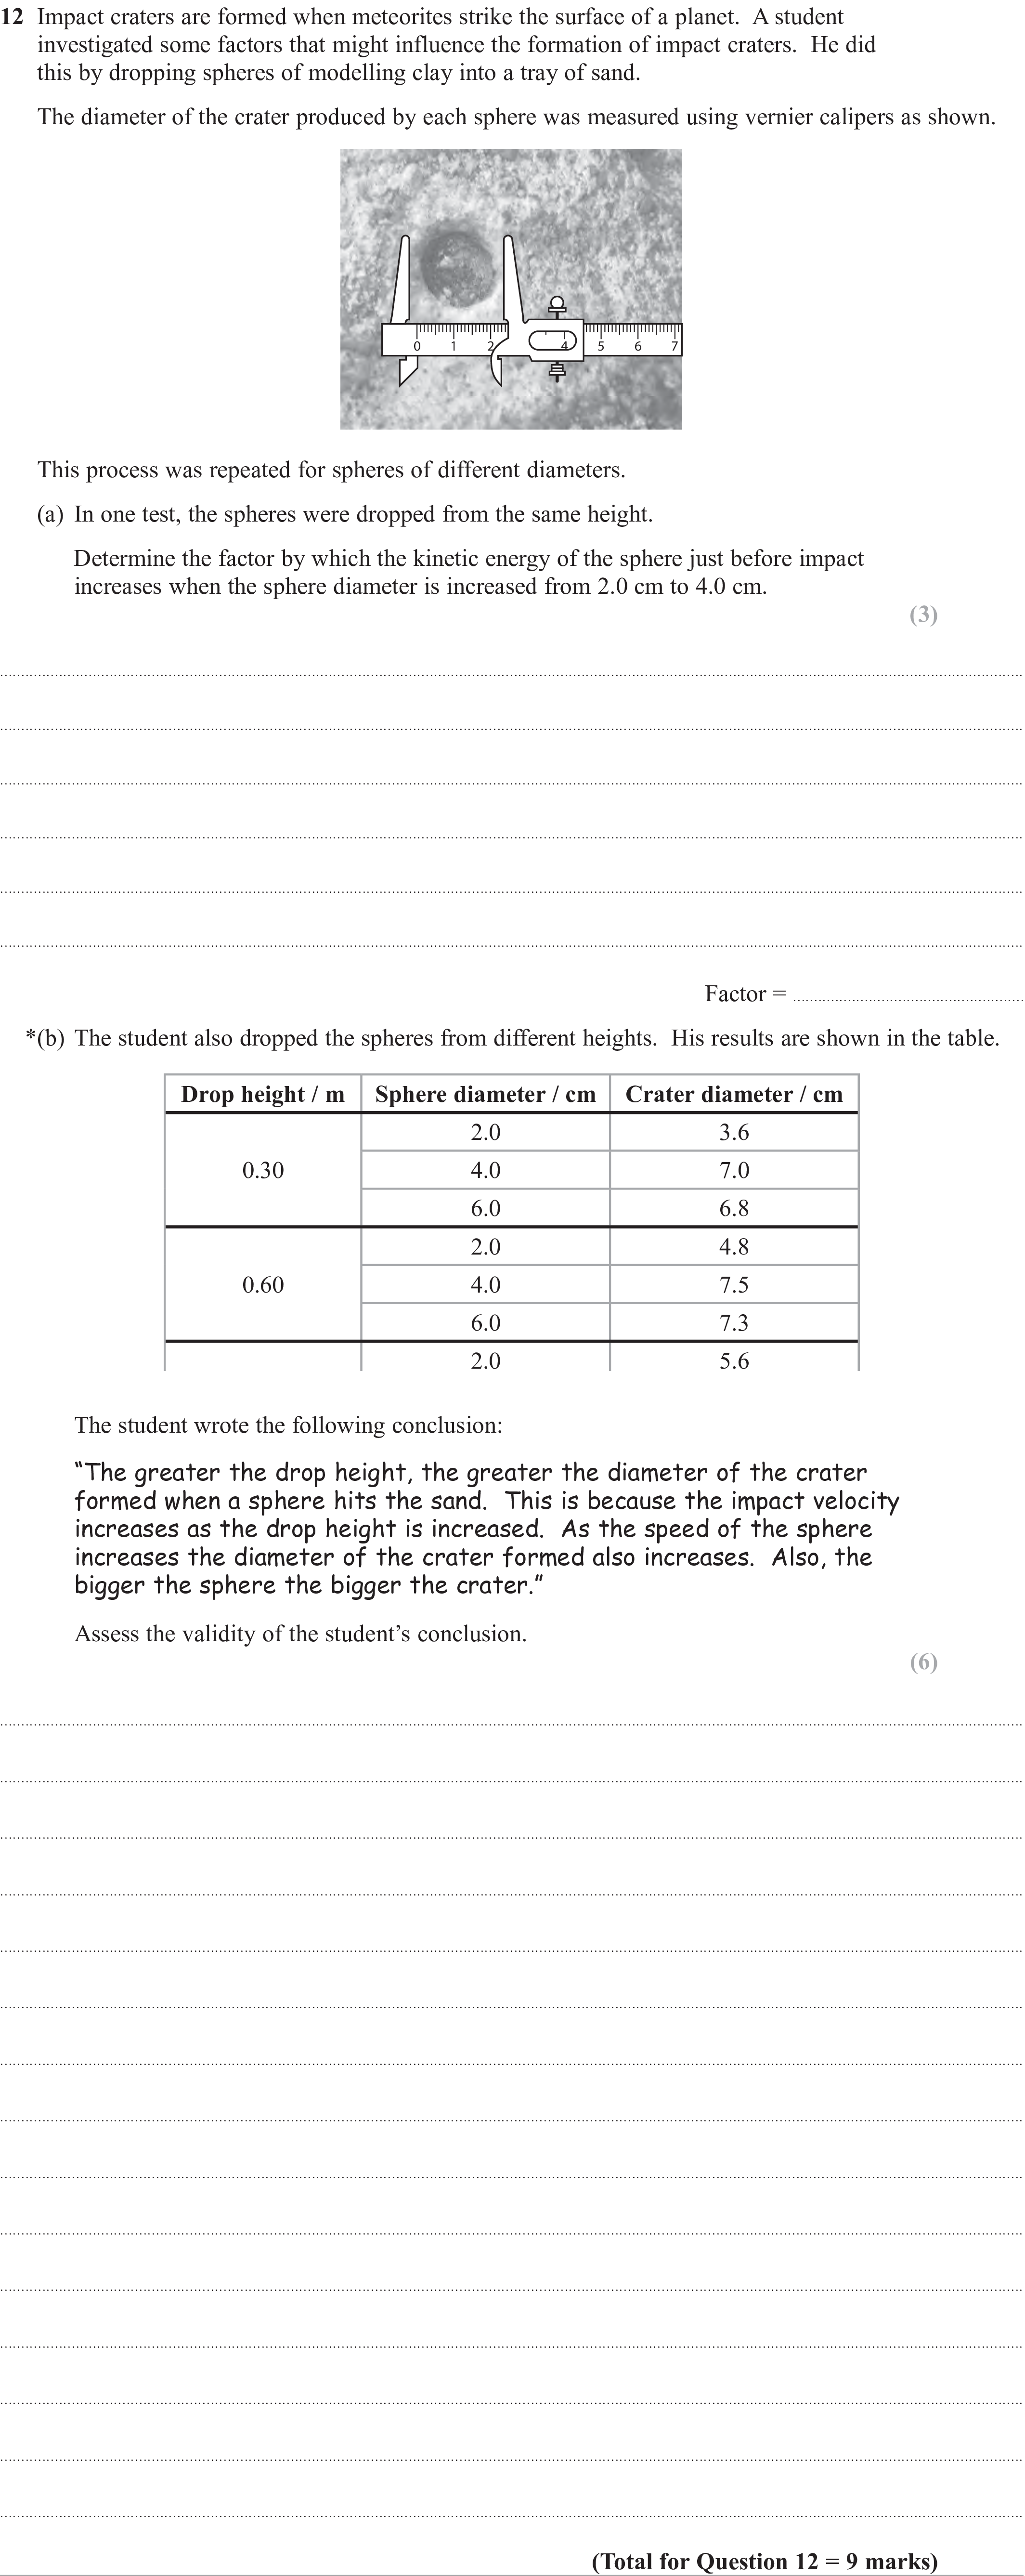 12 Impact craters are formed when meteorites strike the surface of a planet. A student
investigated some factors that might influence the formation of impact craters. He did
this by dropping spheres of modelling clay into a tray of sand.
The diameter of the crater produced by each sphere was measured using vernier calipers as shown.
0 1 2 4 5 6 7
This process was repeated for spheres of different diameters.
(a) In one test, the spheres were dropped from the same height.
Determine the factor by which the kinetic energy of the sphere just before impact
increases when the sphere diameter is increased from 2.0 cm to 4.0 cm.
(3)
Factor =
*(b) The student also dropped the spheres from different heights. His results are shown in the table.
Drop height / m Sphere diameter / cm Crater diameter / cm
2.0 3.6
0.30 4.0 7.0
6.0 6.8
2.0 4.8
0.60 4.0 7.5
6.0 7.3
2.0 5.6
The student wrote the following conclusion:
“The greater the drop height, the greater the diameter of the crater
formed when a sphere hits the sand. This is because the impact velocity
increases as the drop height is increased. As the speed of the sphere
increases the diameter of the crater formed also increases. Also, the
bigger the sphere the bigger the crater.”
Assess the validity of the student’s conclusion.
(6)
(Total for Question 12 = 9 marks)